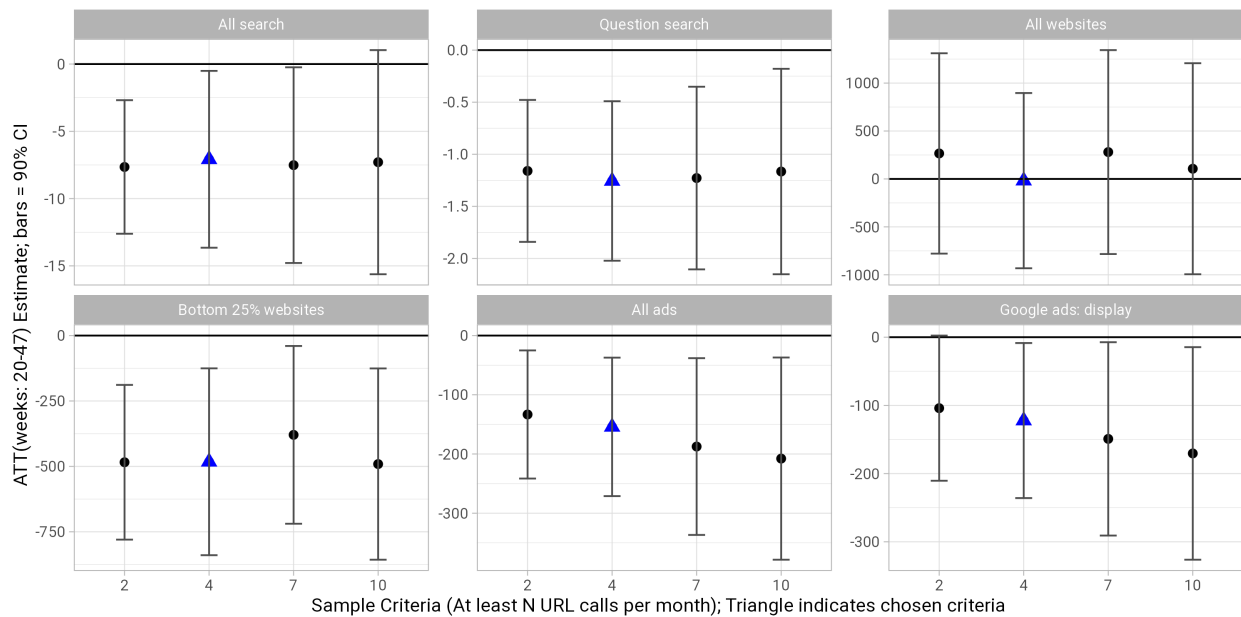 All search
Question search
All websites
0
-5
-10
-15
0.0
-0.5
-1.0
-1.5
-2.0
1000
500
0
-500
-1000
Bottom 25% websites
All ads
Google ads: display
0
-250
-500
-750
0
-100
-200
-300
0
-100
-200
-300
2 4 7 10
2 4 7 10
2 4 7 10
ATT(weeks: 20-47) Estimate; bars = 90% CI
Sample Criteria (At least N URL calls per month); Triangle indicates chosen criteria